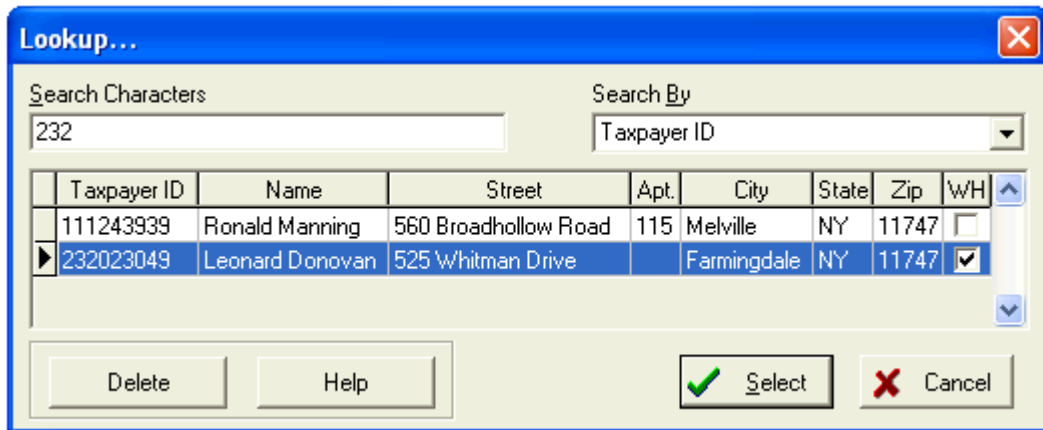 Lookup...
Search Characters Search By
232 Taxpayer ID
Taxpayer ID Name Street Apt. City State Zip WH
111243939 Ronald Manning 560 Broadhollow Road 115 Melville NY 11747
232023049 Leonard Donovan 525 Whitman Drive Farmingdale NY 11747
Delete Help Select Cancel